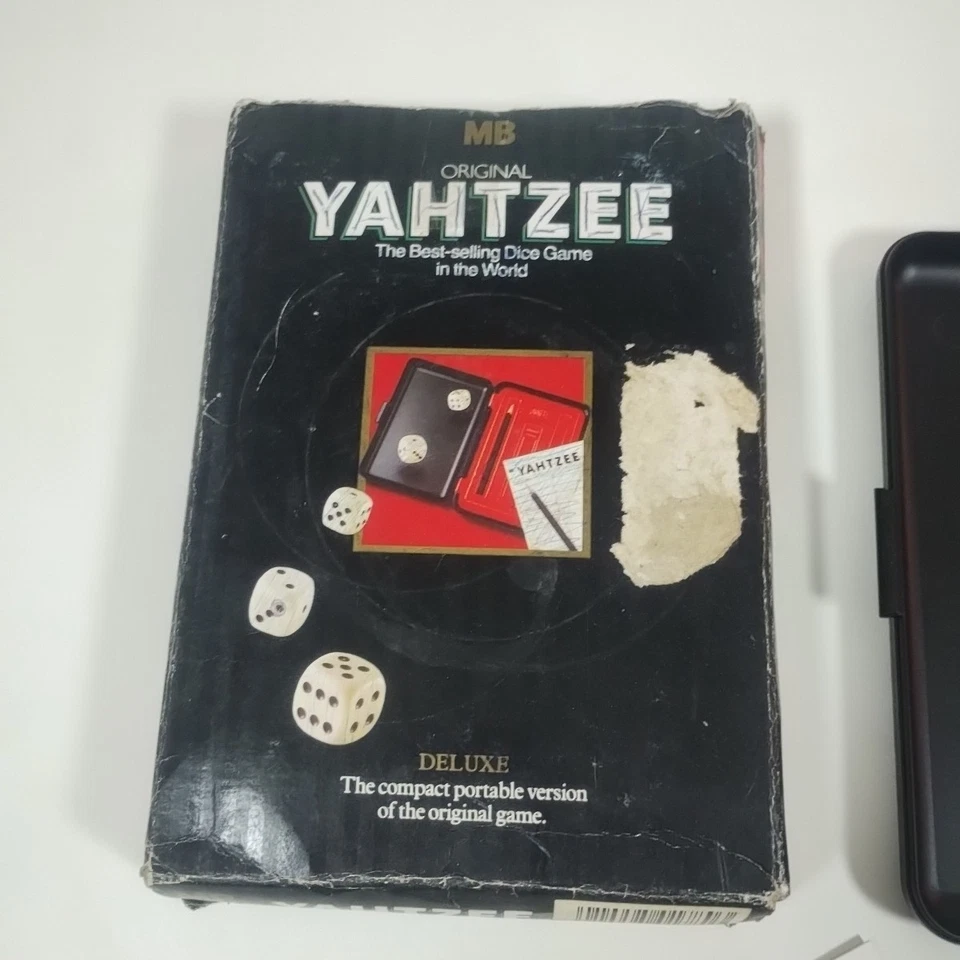 MB
ORIGINAL
YAHTZEE
The Best-selling Dice Game
in the World
YAHTZEE
DELUXE
The compact portable version
of the original game.
YAHTZEE